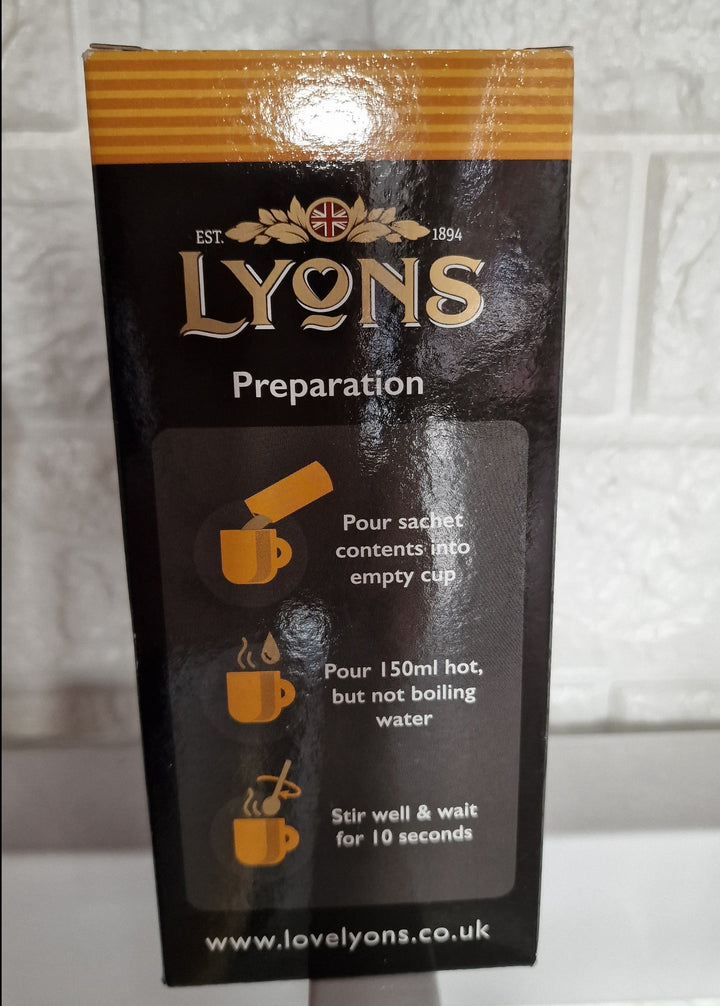 EST. 1894
LYONS
Preparation
Pour sachet
contents into
empty cup
Pour 150ml hot,
but not boiling
water
Stir well & wait
for 10 seconds
www.lovelyons.co.uk